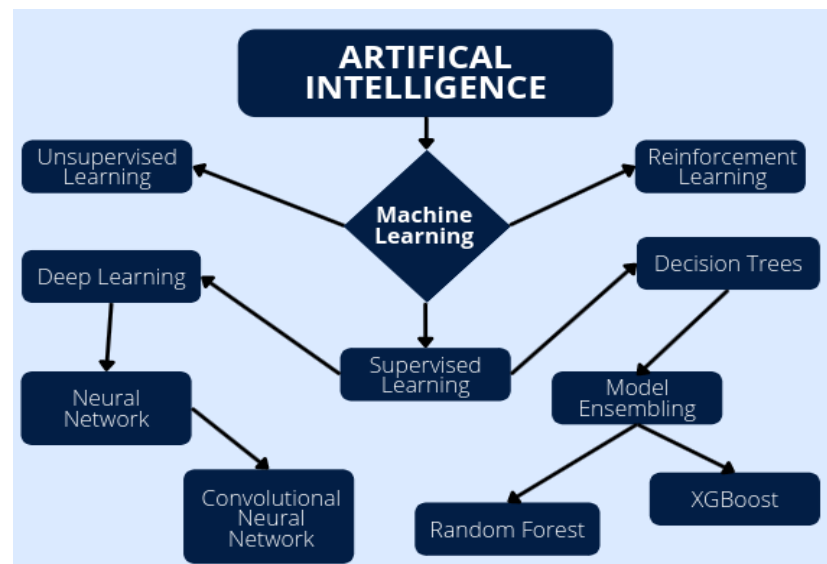 ARTIFICAL
INTELLIGENCE
Unsupervised
Learning
Reinforcement
Learning
Machine
Learning
Deep Learning
Decision Trees
Supervised
Learning
Neural
Network
Model
Ensembling
Convolutional
Neural
Network
Random Forest
XGBoost